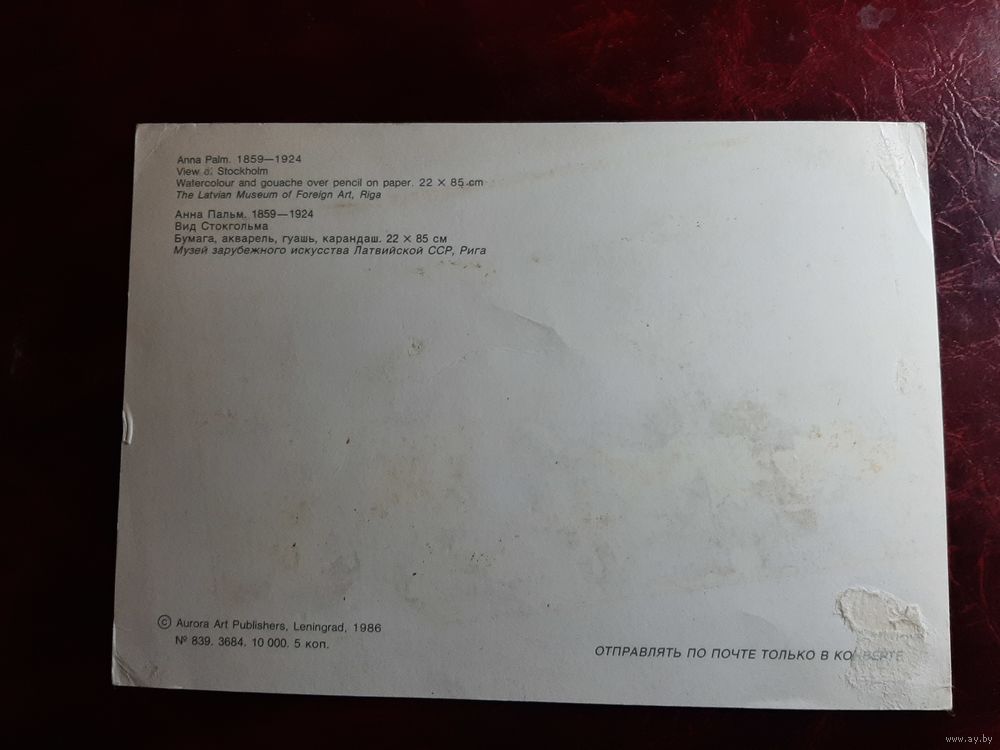 Anna Palm. 1859—1924
View of Stockholm
Watercolour and gouache over pencil on paper. 22 × 85 cm
The Latvian Museum of Foreign Art, Riga
Анна Пальм. 1859—1924
Вид Стокгольма
Бумага, акварель, гуашь, карандаш. 22 × 85 см
Музей зарубежного искусства Латвийской ССР, Рига
© Aurora Art Publishers, Leningrad, 1986
№ 839. 3684. 10 000. 5 коп.
ОТПРАВЛЯТЬ ПО ПОЧТЕ ТОЛЬКО В КОНВЕРТЕ
www.ay.by